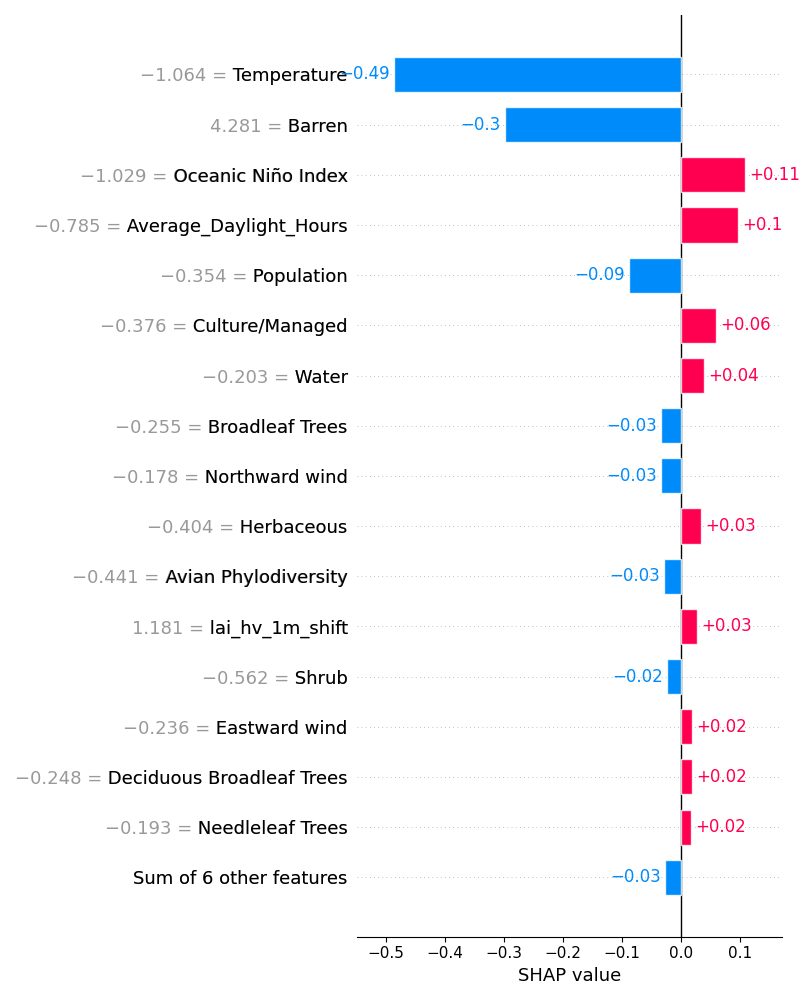 −1.064 = Temperature −0.49
4.281 = Barren −0.3
−1.029 = Oceanic Niño Index +0.11
−0.785 = Average_Daylight_Hours +0.1
−0.354 = Population −0.09
−0.376 = Culture/Managed +0.06
−0.203 = Water +0.04
−0.255 = Broadleaf Trees −0.03
−0.178 = Northward wind −0.03
−0.404 = Herbaceous +0.03
−0.441 = Avian Phylodiversity −0.03
1.181 = lai_hv_1m_shift +0.03
−0.562 = Shrub −0.02
−0.236 = Eastward wind +0.02
−0.248 = Deciduous Broadleaf Trees +0.02
−0.193 = Needleleaf Trees +0.02
Sum of 6 other features −0.03
−0.5 −0.4 −0.3 −0.2 −0.1 0.0 0.1
SHAP value